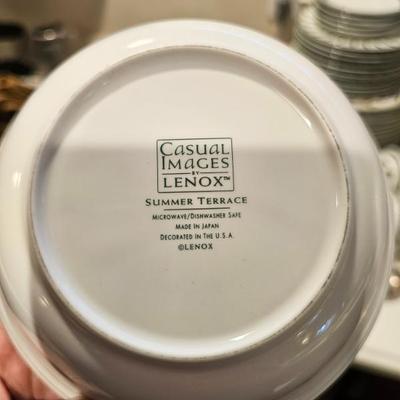 CASUAL
IMAGES
BY
LENOX™
SUMMER TERRACE
MICROWAVE/DISHWASHER SAFE
MADE IN JAPAN
DECORATED IN THE U.S.A.
©LENOX